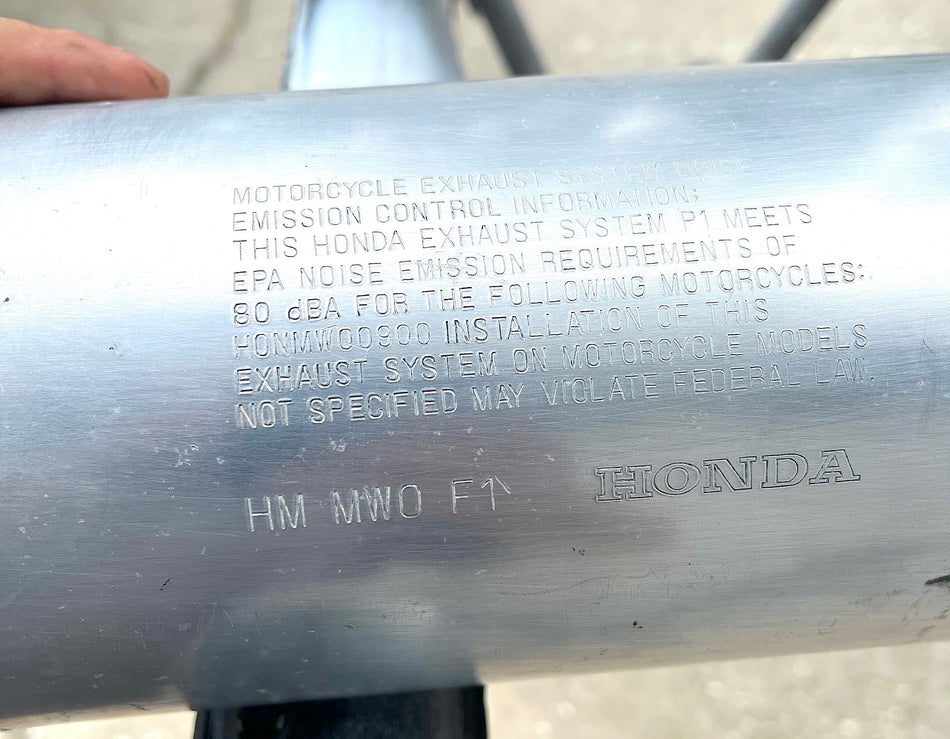 MOTORCYCLE EXHAUST SYSTEM NOISE
EMISSION CONTROL INFORMATION;
THIS HONDA EXHAUST SYSTEM P1 MEETS
EPA NOISE EMISSION REQUIREMENTS OF
80 dBA FOR THE FOLLOWING MOTORCYCLES:
HONMW00900 INSTALLATION OF THIS
EXHAUST SYSTEM ON MOTORCYCLE MODELS
NOT SPECIFIED MAY VIOLATE FEDERAL LAW.
HM MW0 F1
HONDA